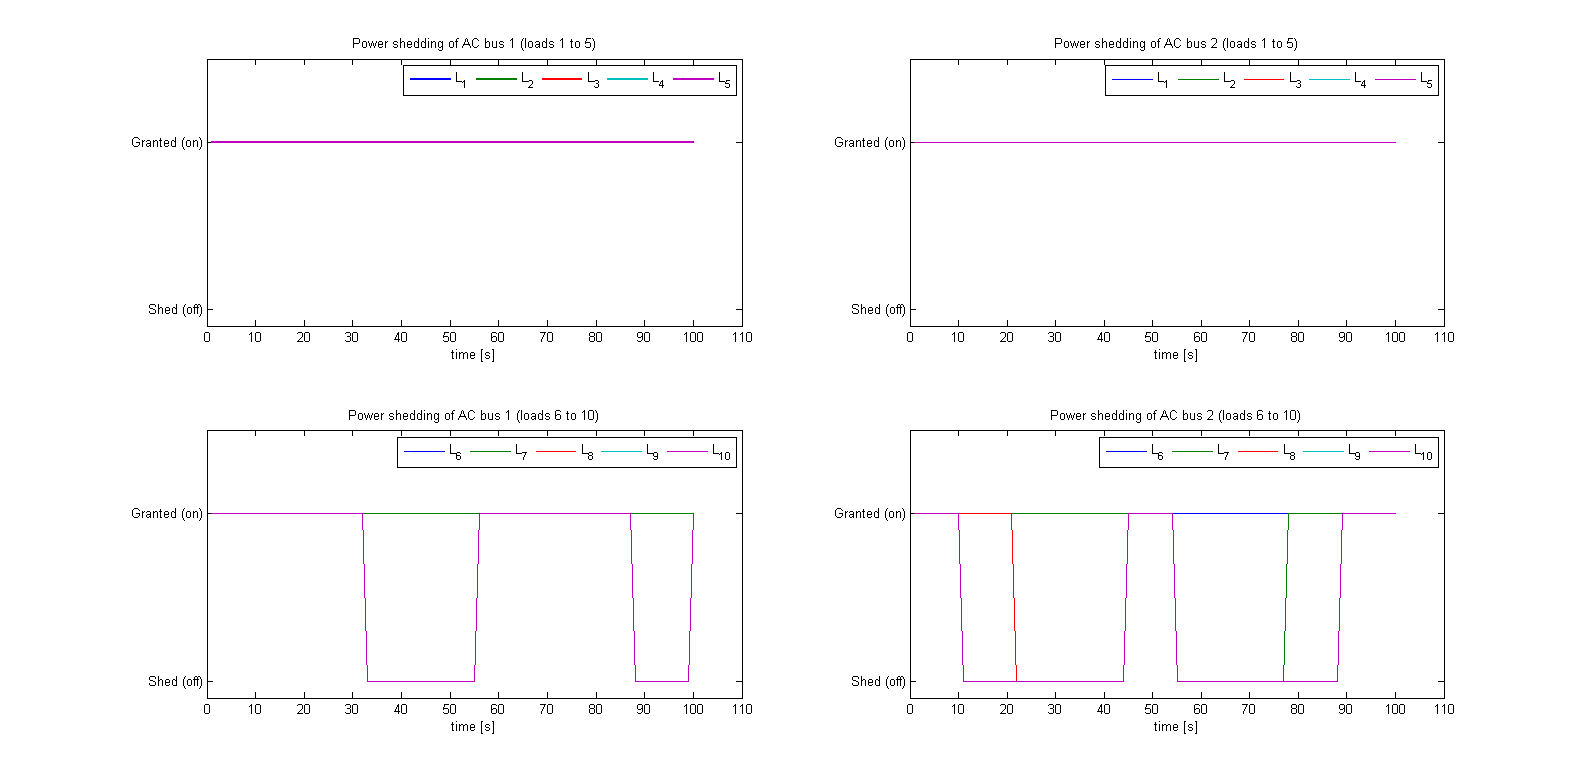 Power shedding of AC bus 1 (loads 1 to 5)
L1 L2 L3 L4 L5
Granted (on)
Shed (off)
0 10 20 30 40 50 60 70 80 90 100 110
time [s]
Power shedding of AC bus 2 (loads 1 to 5)
L1 L2 L3 L4 L5
Granted (on)
Shed (off)
0 10 20 30 40 50 60 70 80 90 100 110
time [s]
Power shedding of AC bus 1 (loads 6 to 10)
L6 L7 L8 L9 L10
Granted (on)
Shed (off)
0 10 20 30 40 50 60 70 80 90 100 110
time [s]
Power shedding of AC bus 2 (loads 6 to 10)
L6 L7 L8 L9 L10
Granted (on)
Shed (off)
0 10 20 30 40 50 60 70 80 90 100 110
time [s]